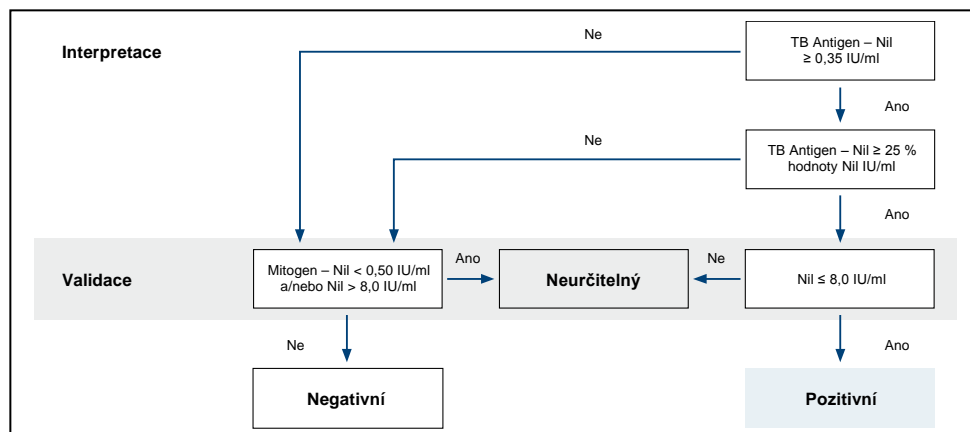 Interpretace
Ne
TB Antigen – Nil
≥ 0,35 IU/ml
Ano
Ne
TB Antigen – Nil ≥ 25 %
hodnoty Nil IU/ml
Ano
Validace
Mitogen – Nil < 0,50 IU/ml
a/nebo Nil > 8,0 IU/ml
Ano
Neurčitelný
Ne
Nil ≤ 8,0 IU/ml
Ne
Ano
Negativní
Pozitivní